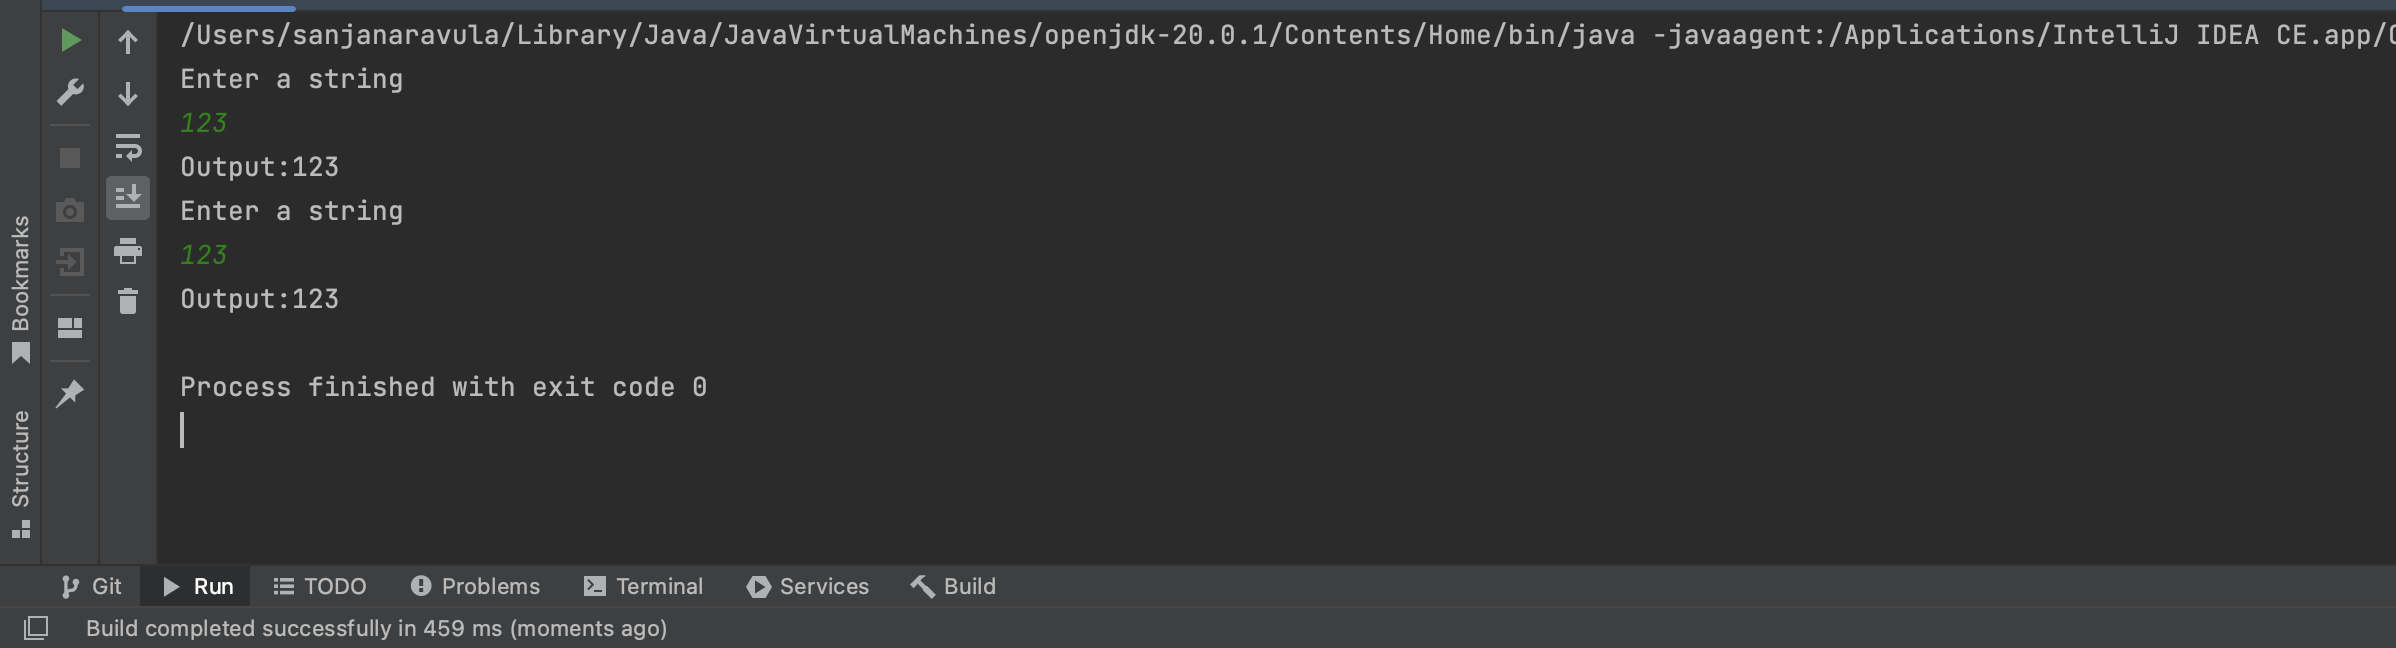 /Users/sanjanaravula/Library/Java/JavaVirtualMachines/openjdk-20.0.1/Contents/Home/bin/java -javaagent:/Applications/IntelliJ IDEA CE.app/C
Enter a string
123
Output:123
Enter a string
123
Output:123
Process finished with exit code 0
Bookmarks
Structure
Git Run TODO Problems Terminal Services Build
Build completed successfully in 459 ms (moments ago)